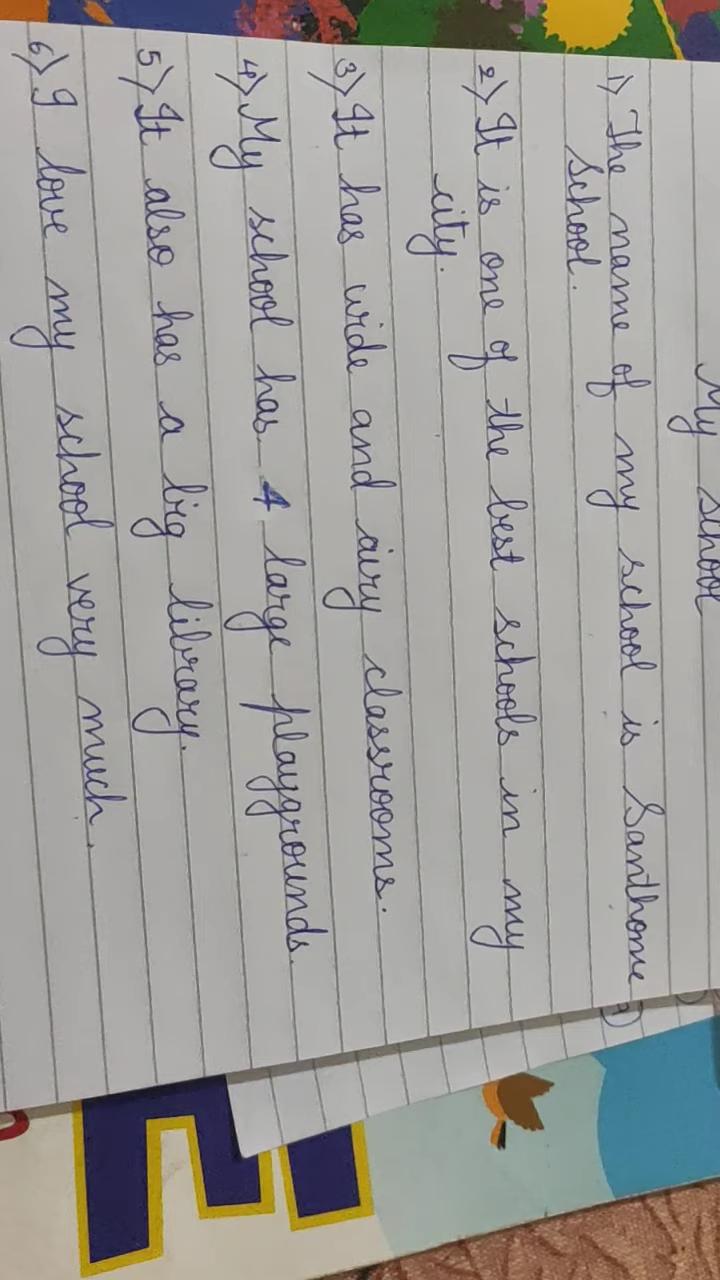 My school
1) The name of my school is Santhome
school.
2) It is one of the best schools in my
city.
3) It has wide and airy classrooms.
4) My school has 4 large playgrounds.
5) It also has a big library.
6) I love my school very much.